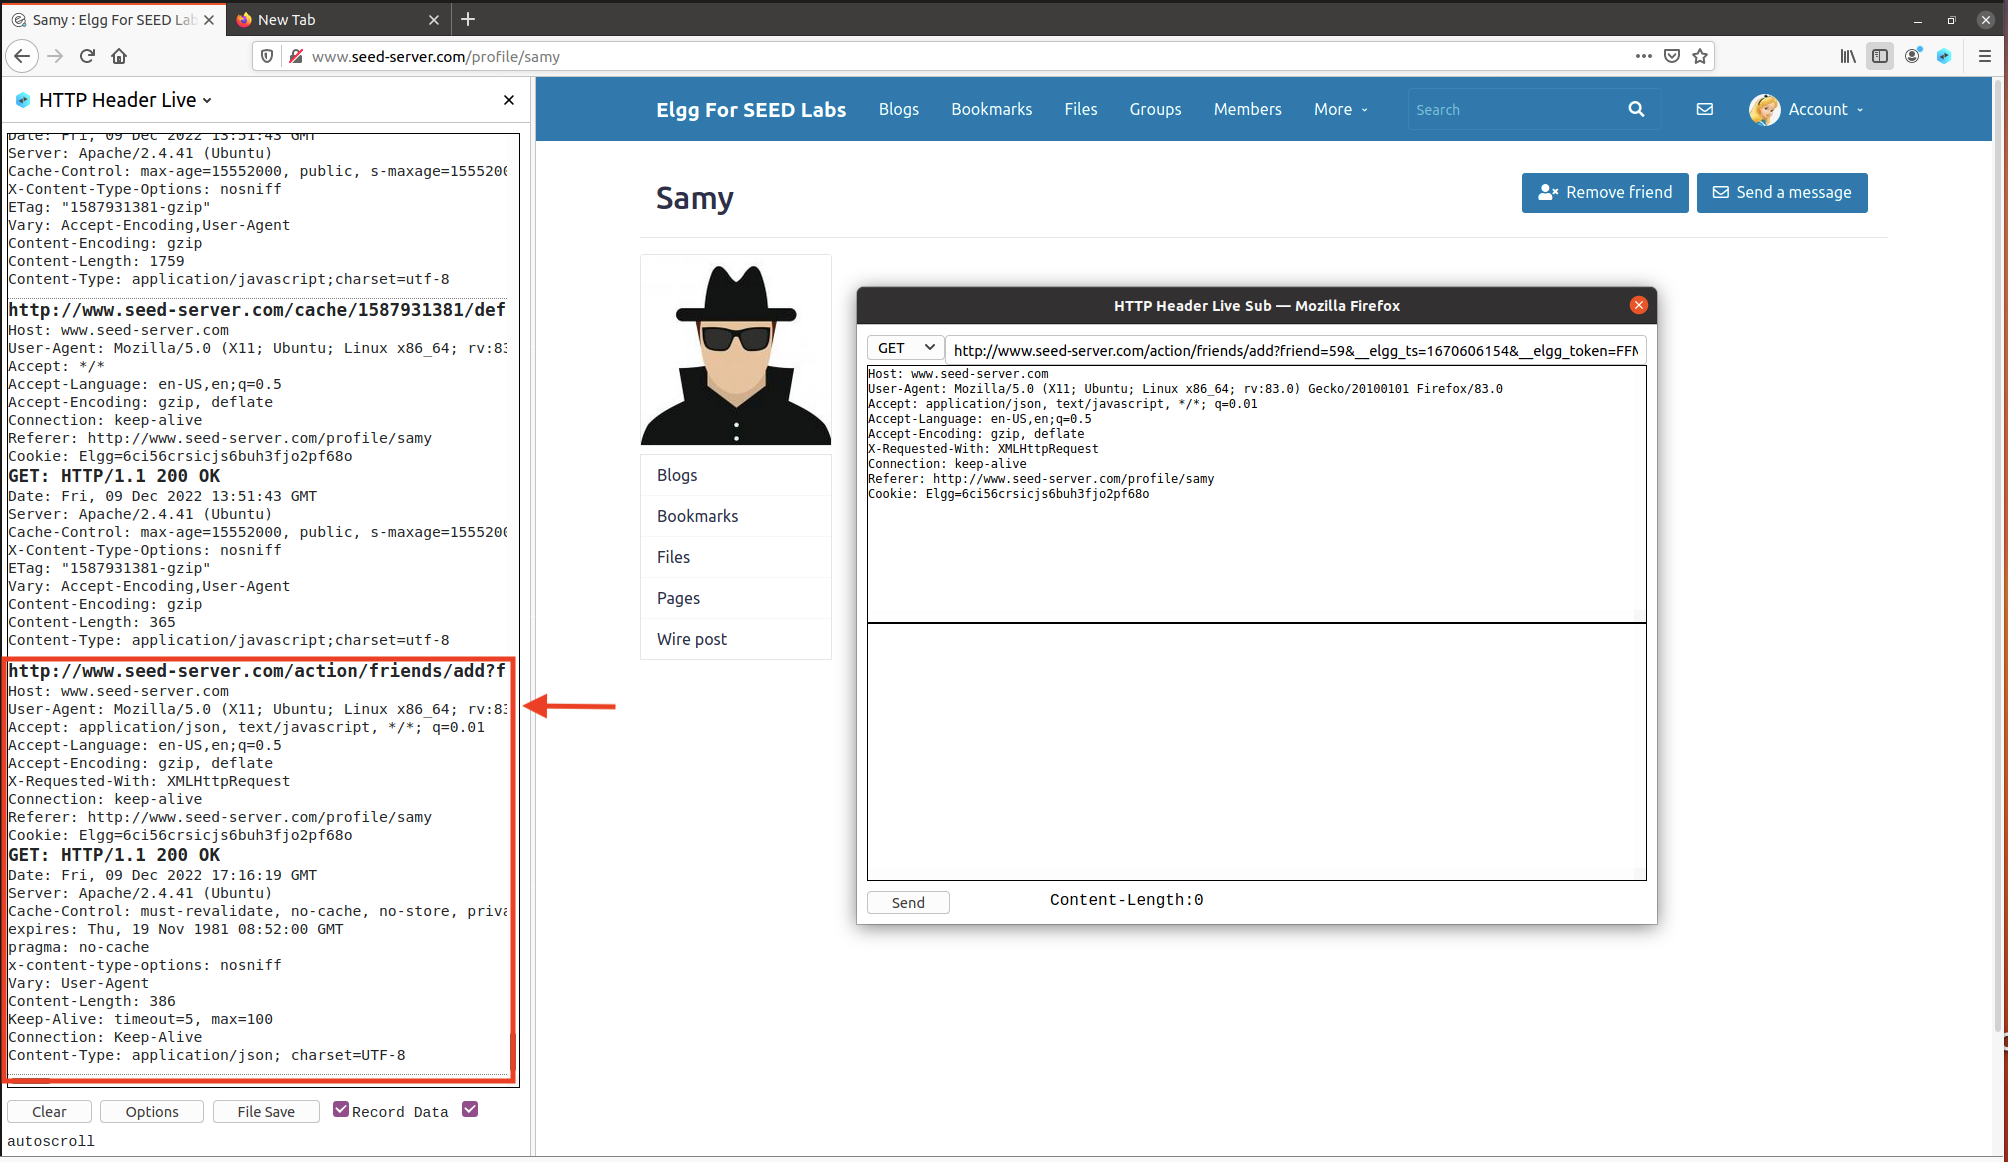 Samy : Elgg For SEED Lab
New Tab
www.seed-server.com/profile/samy
HTTP Header Live
Date: Fri, 09 Dec 2022 13:51:43 GMT
Server: Apache/2.4.41 (Ubuntu)
Cache-Control: max-age=15552000, public, s-maxage=1555200
X-Content-Type-Options: nosniff
ETag: "1587931381-gzip"
Vary: Accept-Encoding,User-Agent
Content-Encoding: gzip
Content-Length: 1759
Content-Type: application/javascript;charset=utf-8
http://www.seed-server.com/cache/1587931381/def
Host: www.seed-server.com
User-Agent: Mozilla/5.0 (X11; Ubuntu; Linux x86_64; rv:83
Accept: */*
Accept-Language: en-US,en;q=0.5
Accept-Encoding: gzip, deflate
Connection: keep-alive
Referer: http://www.seed-server.com/profile/samy
Cookie: Elgg=6ci56crsicjs6buh3fjo2pf68o
GET: HTTP/1.1 200 OK
Date: Fri, 09 Dec 2022 13:51:43 GMT
Server: Apache/2.4.41 (Ubuntu)
Cache-Control: max-age=15552000, public, s-maxage=1555200
X-Content-Type-Options: nosniff
ETag: "1587931381-gzip"
Vary: Accept-Encoding,User-Agent
Content-Encoding: gzip
Content-Length: 365
Content-Type: application/javascript;charset=utf-8
http://www.seed-server.com/action/friends/add?f
Host: www.seed-server.com
User-Agent: Mozilla/5.0 (X11; Ubuntu; Linux x86_64; rv:83
Accept: application/json, text/javascript, */*; q=0.01
Accept-Language: en-US,en;q=0.5
Accept-Encoding: gzip, deflate
X-Requested-With: XMLHttpRequest
Connection: keep-alive
Referer: http://www.seed-server.com/profile/samy
Cookie: Elgg=6ci56crsicjs6buh3fjo2pf68o
GET: HTTP/1.1 200 OK
Date: Fri, 09 Dec 2022 17:16:19 GMT
Server: Apache/2.4.41 (Ubuntu)
Cache-Control: must-revalidate, no-cache, no-store, priva
expires: Thu, 19 Nov 1981 08:52:00 GMT
pragma: no-cache
x-content-type-options: nosniff
Vary: User-Agent
Content-Length: 386
Keep-Alive: timeout=5, max=100
Connection: Keep-Alive
Content-Type: application/json; charset=UTF-8
Clear Options File Save Record Data
autoscroll
Elgg For SEED Labs Blogs Bookmarks Files Groups Members More Search Account
Samy
Remove friend Send a message
Blogs
Bookmarks
Files
Pages
Wire post
HTTP Header Live Sub — Mozilla Firefox
GET http://www.seed-server.com/action/friends/add?friend=59&__elgg_ts=1670606154&__elgg_token=FFM
Host: www.seed-server.com
User-Agent: Mozilla/5.0 (X11; Ubuntu; Linux x86_64; rv:83.0) Gecko/20100101 Firefox/83.0
Accept: application/json, text/javascript, */*; q=0.01
Accept-Language: en-US,en;q=0.5
Accept-Encoding: gzip, deflate
X-Requested-With: XMLHttpRequest
Connection: keep-alive
Referer: http://www.seed-server.com/profile/samy
Cookie: Elgg=6ci56crsicjs6buh3fjo2pf68o
Send Content-Length:0